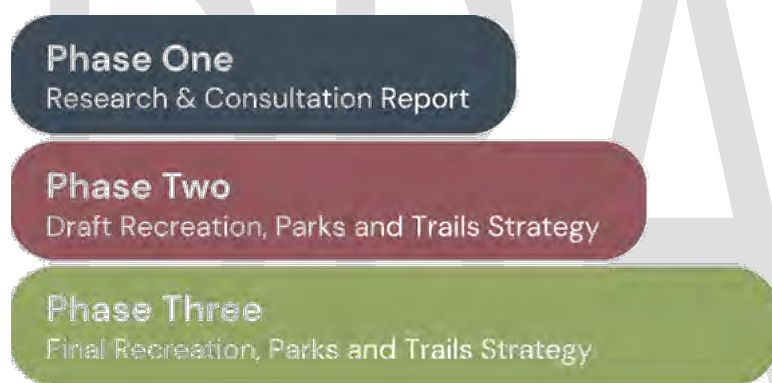 Phase One
Research & Consultation Report
Phase Two
Draft Recreation, Parks and Trails Strategy
Phase Three
Final Recreation, Parks and Trails Strategy